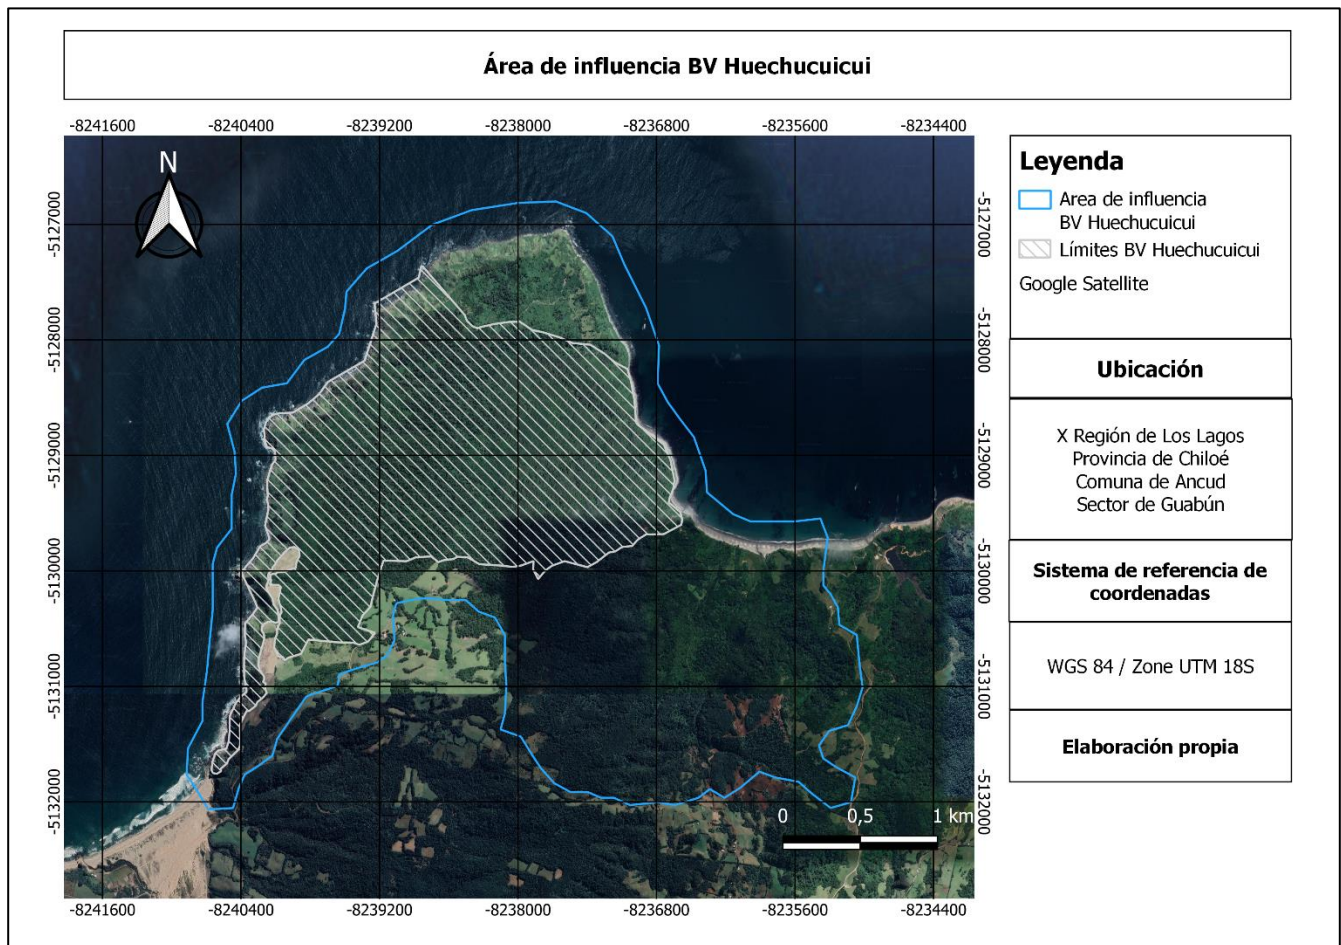 Área de influencia BV Huechucuicui
-8241600 -8240400 -8239200 -8238000 -8236800 -8235600 -8234400
N
-5127000
-5128000
-5129000
-5130000
-5131000
-5132000
-5127000
-5128000
-5129000
-5130000
-5131000
-5132000
0 0,5 1 km
-8241600 -8240400 -8239200 -8238000 -8236800 -8235600 -8234400
Leyenda
Area de influencia
BV Huechucuicui
Límites BV Huechucuicui
Google Satellite
Ubicación
X Región de Los Lagos
Provincia de Chiloé
Comuna de Ancud
Sector de Guabún
Sistema de referencia de
coordenadas
WGS 84 / Zone UTM 18S
Elaboración propia